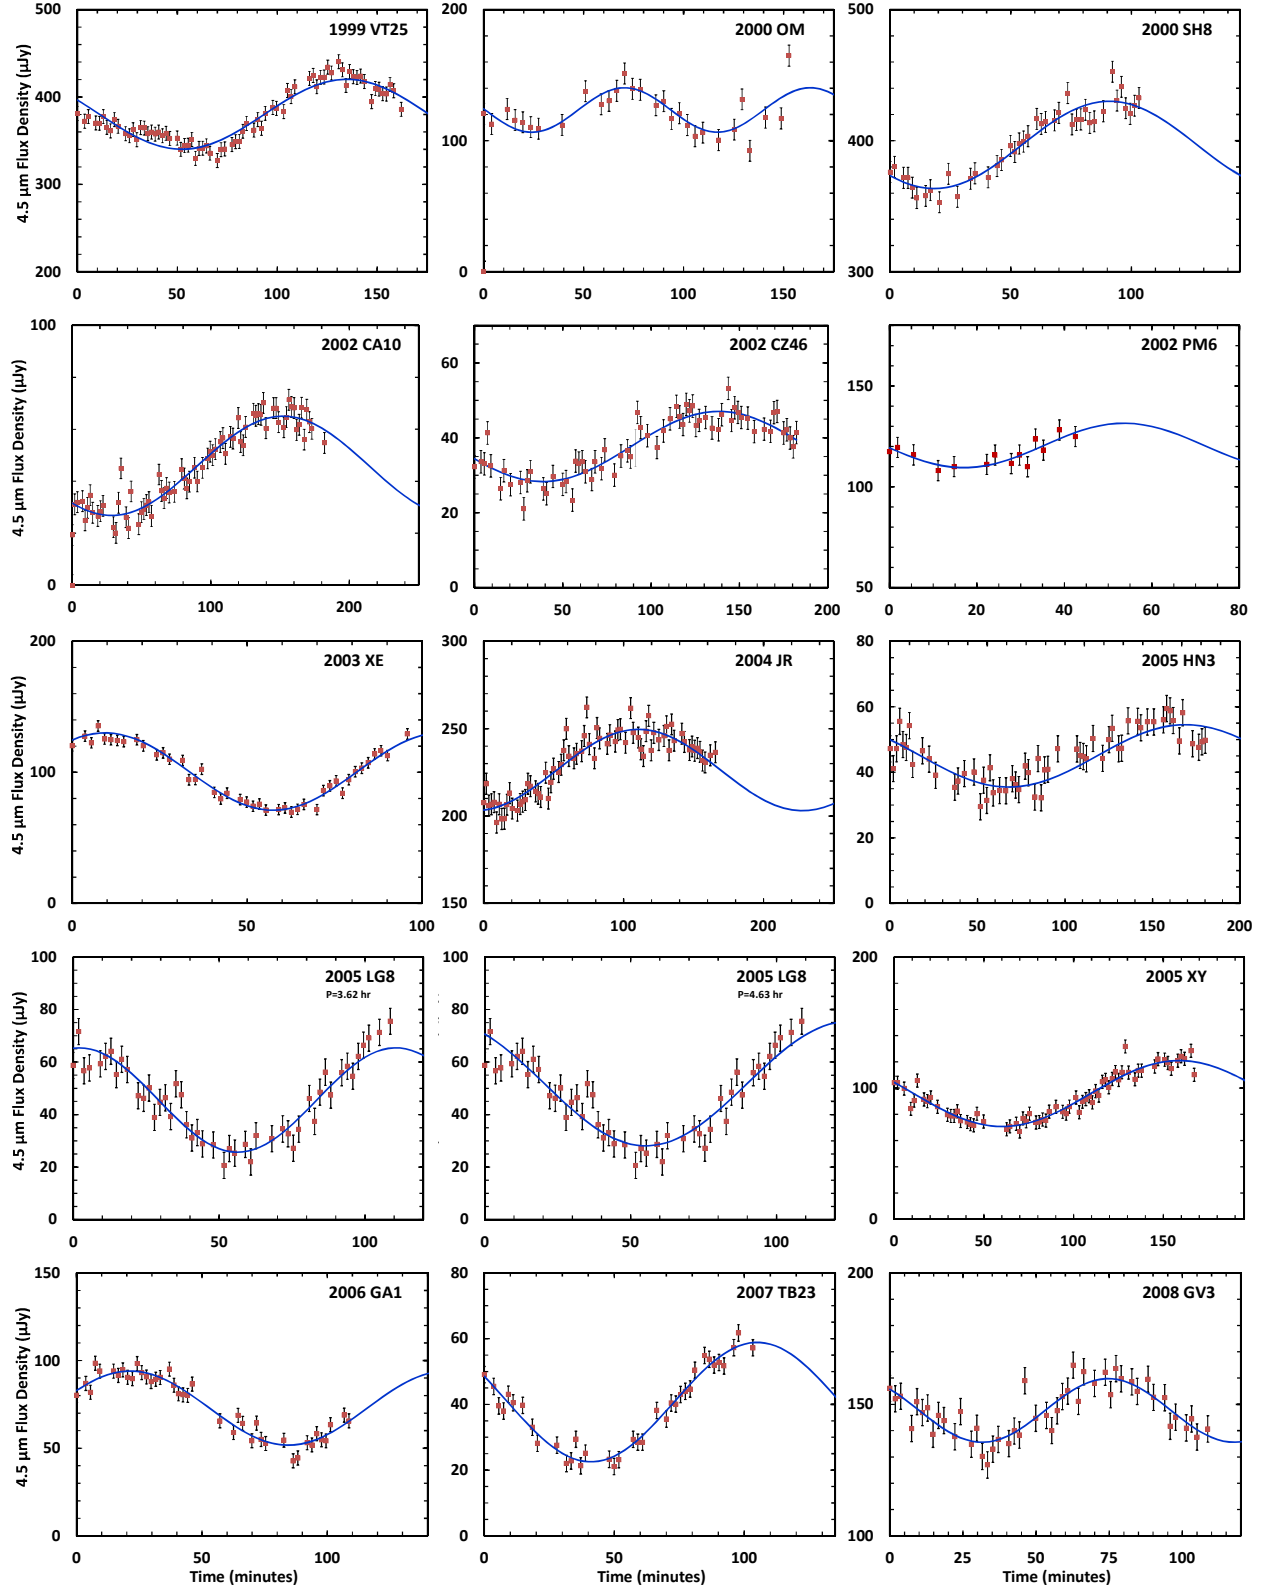 500 200 500
1999 VT25 2000 OM 2000 SH8
4.5 µm Flux Density (µJy)
400 100 400
300
200 0 300
0 50 100 150 0 50 100 150 0 50 100
100 60 150
2002 CA10 2002 CZ46 2002 PM6
4.5 µm Flux Density (µJy)
40 100
20
0 0 50
0 100 200 0 50 100 150 200 0 20 40 60 80
200 300 80
2003 XE 2004 JR 2005 HN3
4.5 µm Flux Density (µJy)
250 60
100 200 40
20
0 150 0
0 50 100 0 100 200 0 50 100 150 200
100 100 200
2005 LG8 2005 LG8 2005 XY
P=3.62 hr P=4.63 hr
4.5 µm Flux Density (µJy)
80 80
60 60 100
40 40
20 20
0 0 0
0 50 100 0 50 100 0 50 100 150
150 80 200
2006 GA1 2007 TB23 2008 GV3
4.5 µm Flux Density (µJy)
100 60 150
50 40
20
0 0 100
0 50 100 0 50 100 0 25 50 75 100
Time (minutes) Time (minutes) Time (minutes)